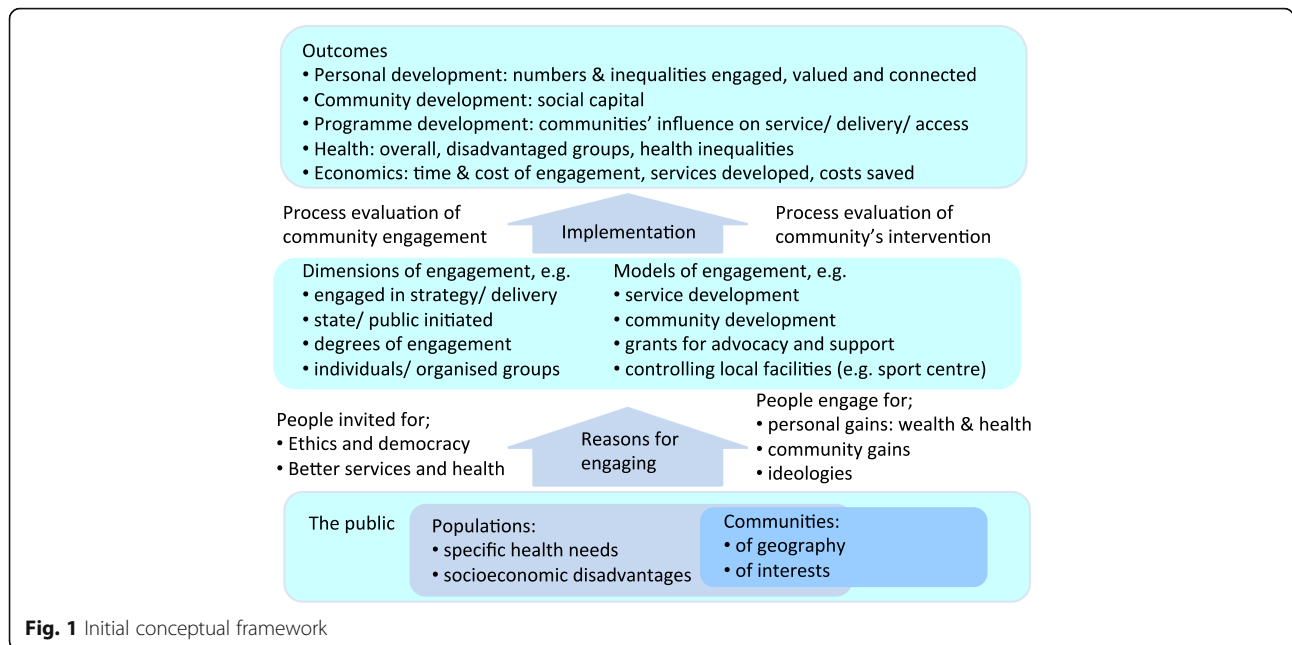 Outcomes
• Personal development: numbers & inequalities engaged, valued and connected
• Community development: social capital
• Programme development: communities' influence on service/ delivery/ access
• Health: overall, disadvantaged groups, health inequalities
• Economics: time & cost of engagement, services developed, costs saved
Process evaluation of
community engagement
Implementation
Process evaluation of
community's intervention
Dimensions of engagement, e.g.
• engaged in strategy/ delivery
• state/ public initiated
• degrees of engagement
• individuals/ organised groups
Models of engagement, e.g.
• service development
• community development
• grants for advocacy and support
• controlling local facilities (e.g. sport centre)
People invited for;
• Ethics and democracy
• Better services and health
Reasons for
engaging
People engage for;
• personal gains: wealth & health
• community gains
• ideologies
The public
Populations:
• specific health needs
• socioeconomic disadvantages
Communities:
• of geography
• of interests
Fig. 1 Initial conceptual framework